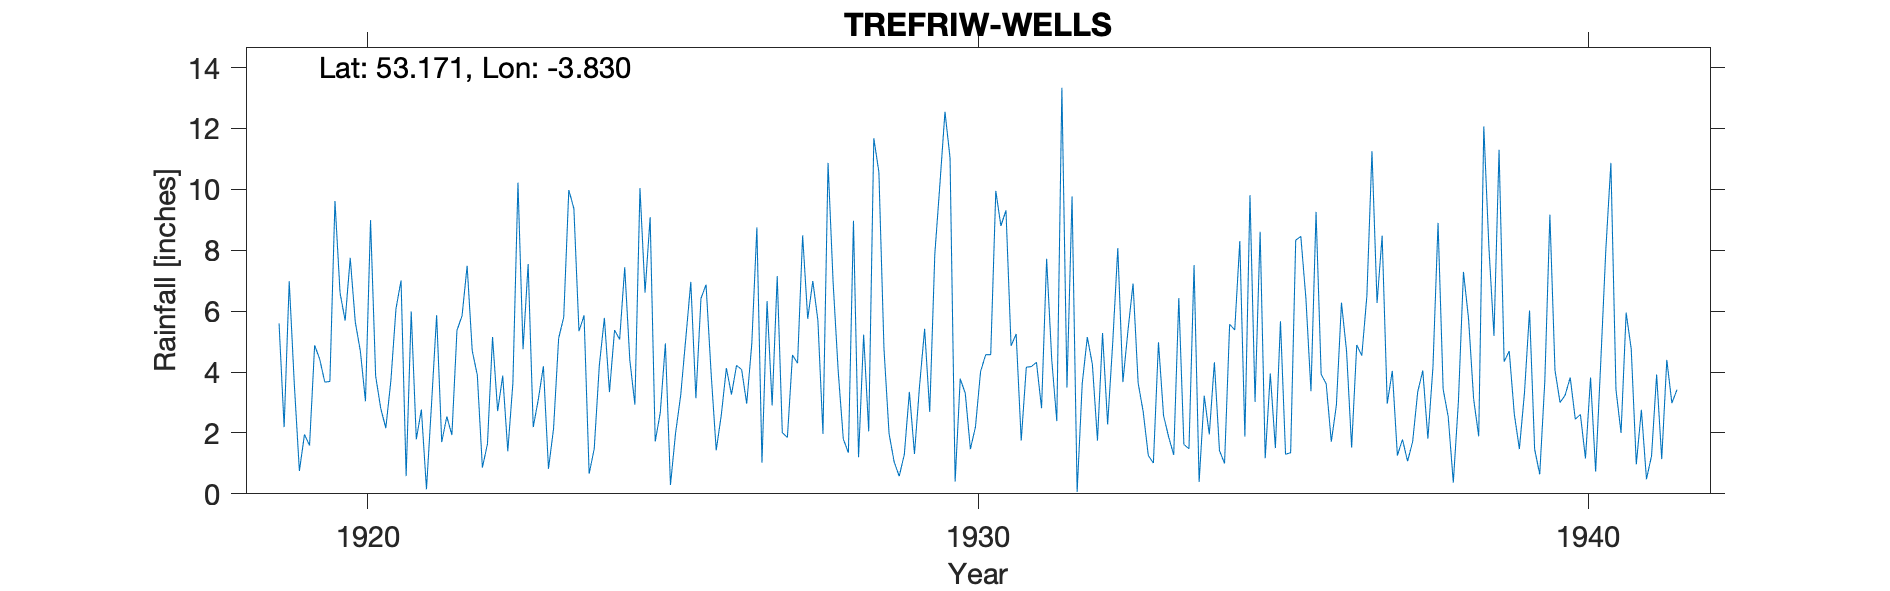 TREFRIW-WELLS
Lat: 53.171, Lon: -3.830
14
12
10
8
6
4
2
0
Rainfall [inches]
1920 1930 1940
Year